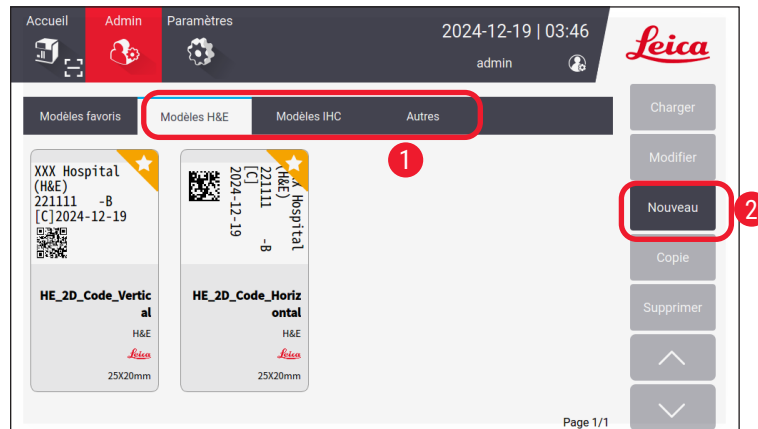 Accueil
Admin
Paramètres
2024-12-19 | 03:46
admin
Leica
Modèles favoris
Modèles H&E
Modèles IHC
Autres
1
Charger
Modifier
Nouveau
2
Copie
Supprimer
XXX Hospital
(H&E)
221111 -B
[C]2024-12-19
HE_2D_Code_Vertic
al
H&E
Leica
25X20mm
X Hospital
(H&E)
221111 -B
[C]
2024-12-19
HE_2D_Code_Horiz
ontal
H&E
Leica
25X20mm
Page 1/1